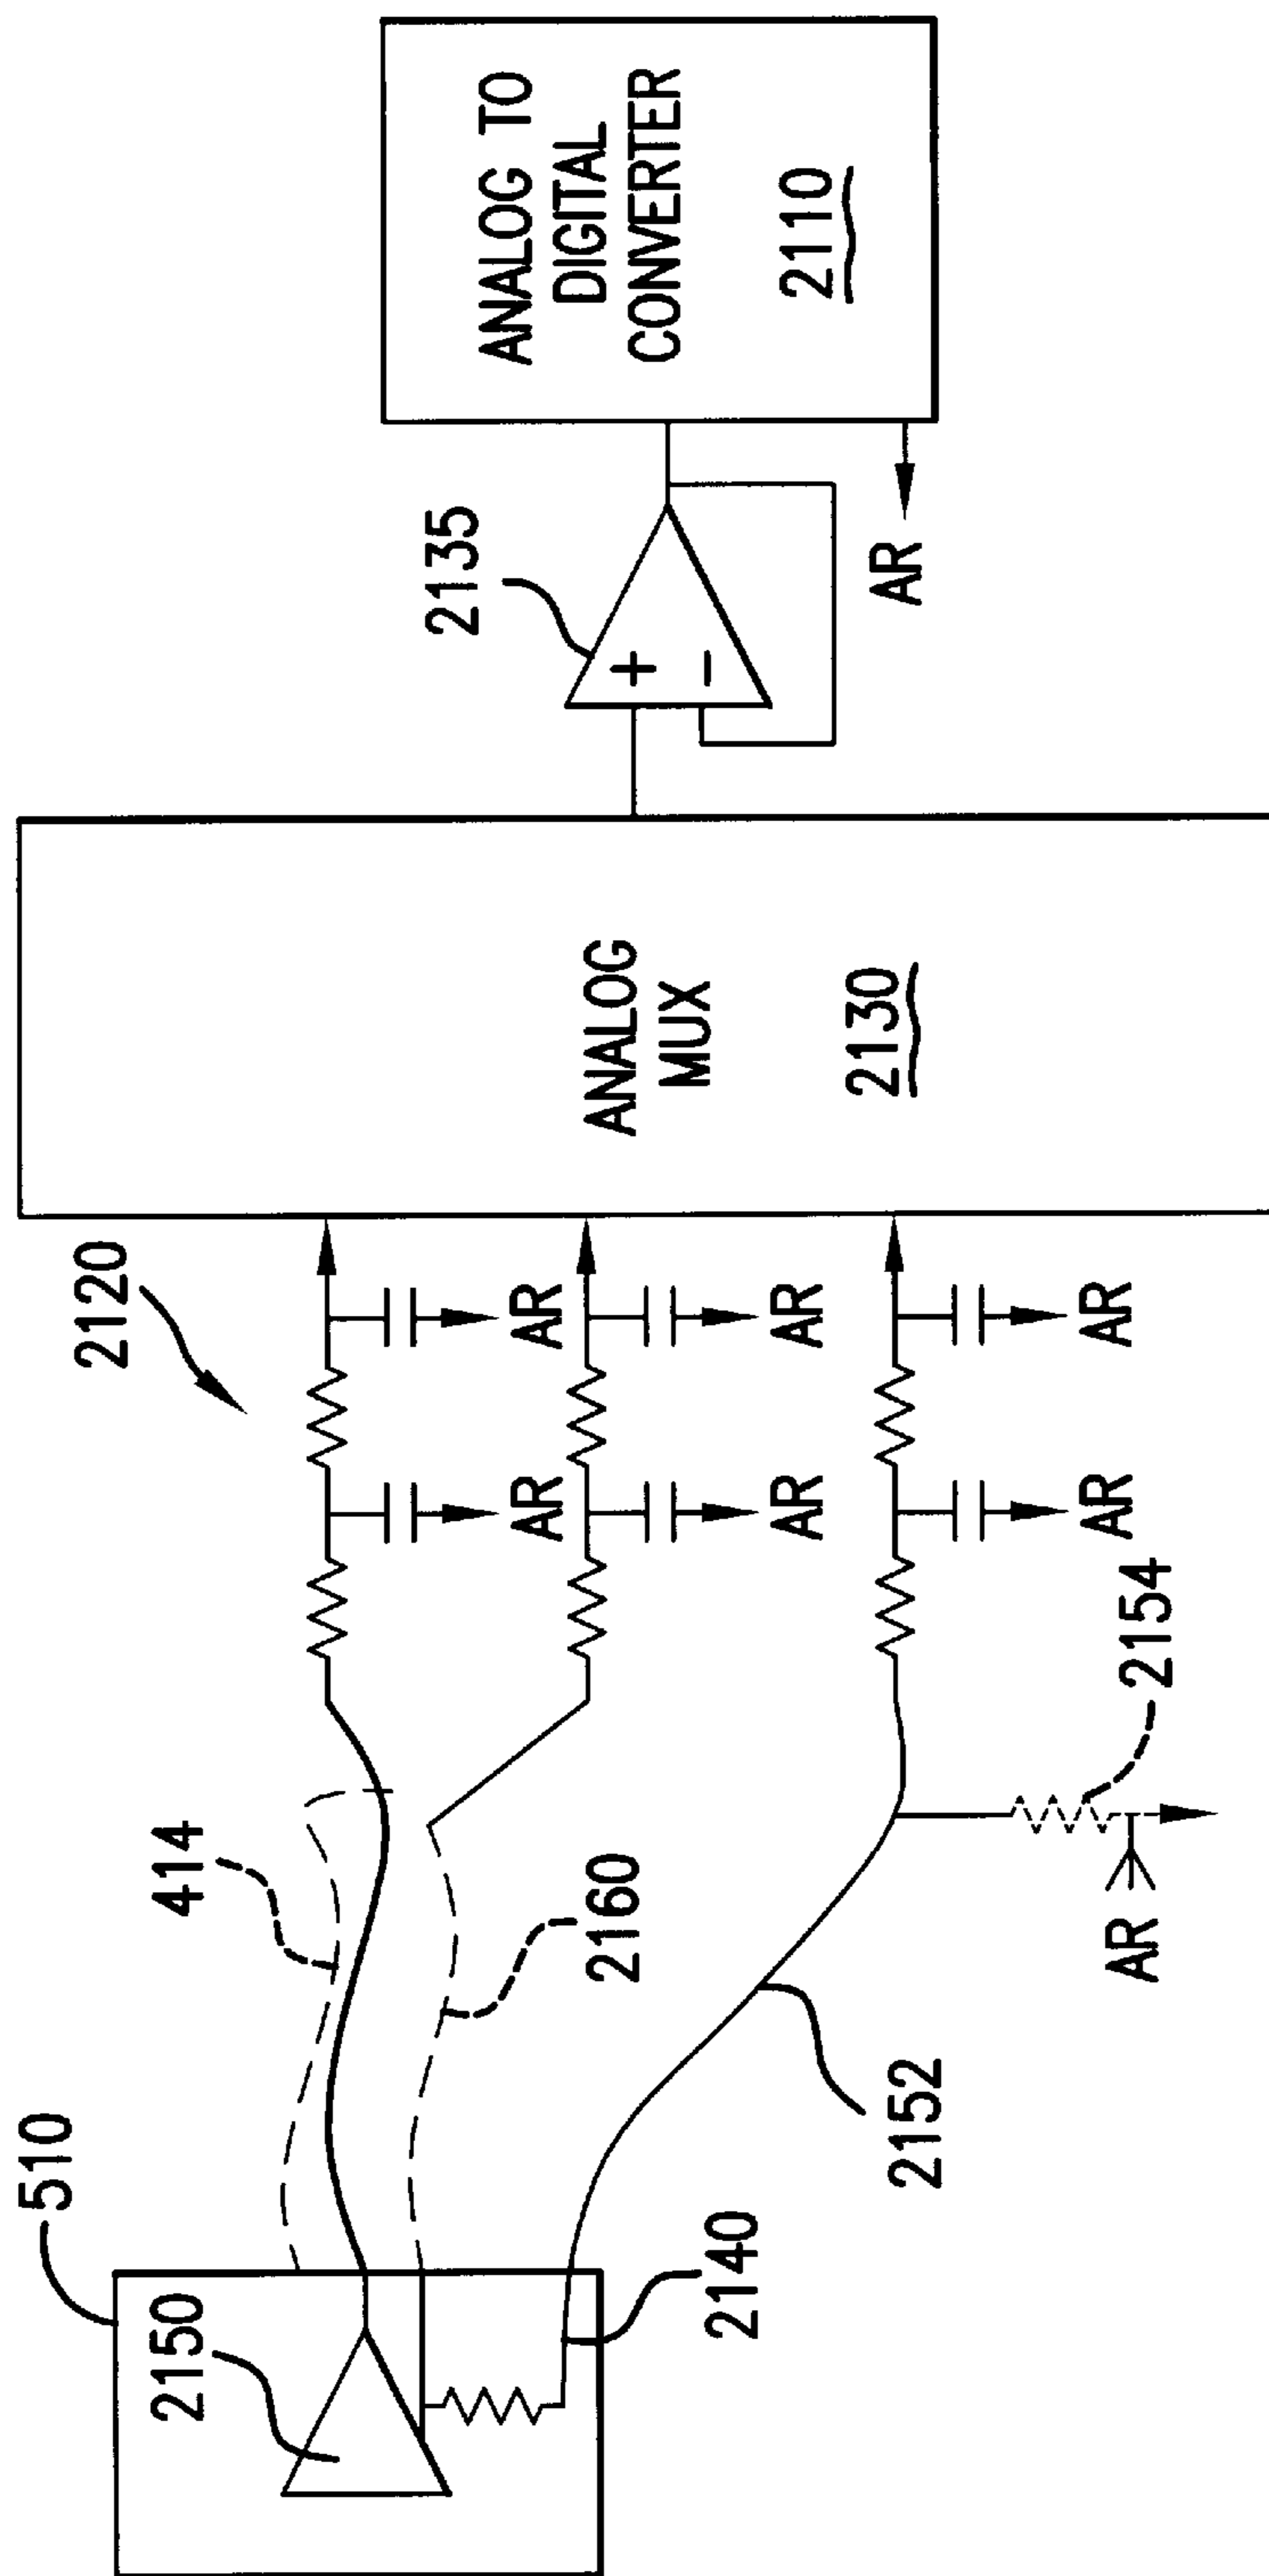 510
2150
2140
414
2160
2152
2154
AR
2120
AR
AR
AR
AR
AR
AR
ANALOG
MUX
2130
2135
AR
ANALOG TO
DIGITAL
CONVERTER
2110
+
−